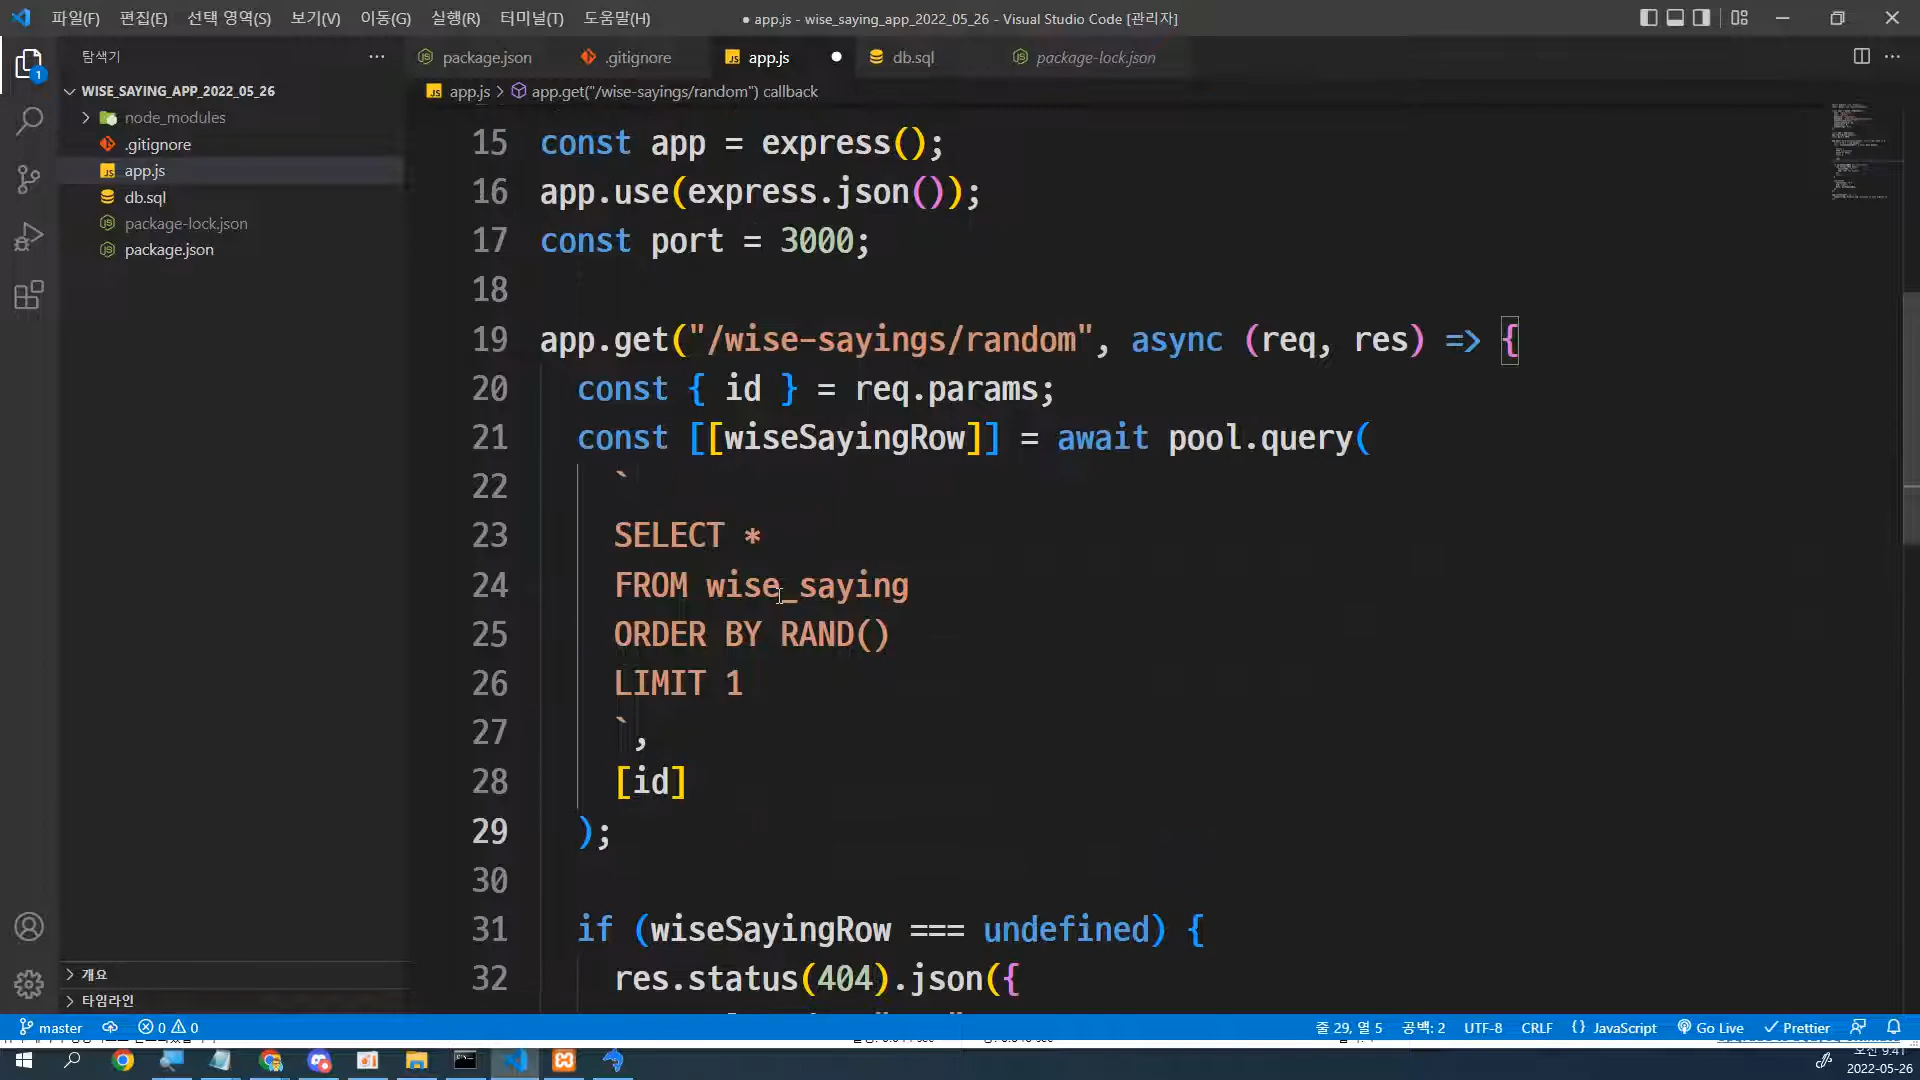 파일(F) 편집(E) 선택 영역(S) 보기(V) 이동(G) 실행(R) 터미널(T) 도움말(H)
● app.js - wise_saying_app_2022_05_26 - Visual Studio Code [관리자]
탐색기
package.json
.gitignore
app.js
db.sql
package-lock.json
1
WISE_SAYING_APP_2022_05_26
node_modules
.gitignore
app.js
db.sql
package-lock.json
package.json
개요
타임라인
app.js > app.get("/wise-sayings/random") callback
15 const app = express();
16 app.use(express.json());
17 const port = 3000;
18
19 app.get("/wise-sayings/random", async (req, res) => {
20 const { id } = req.params;
21 const [[wiseSayingRow]] = await pool.query(
22 `
23 SELECT *
24 FROM wise_saying
25 ORDER BY RAND()
26 LIMIT 1
27 `,
28 [id]
29 );
30
31 if (wiseSayingRow === undefined) {
32 res.status(404).json({
master
0 0
줄 29, 열 5
공백: 2
UTF-8
CRLF
{} JavaScript
Go Live
Prettier
오전 9:41
2022-05-26